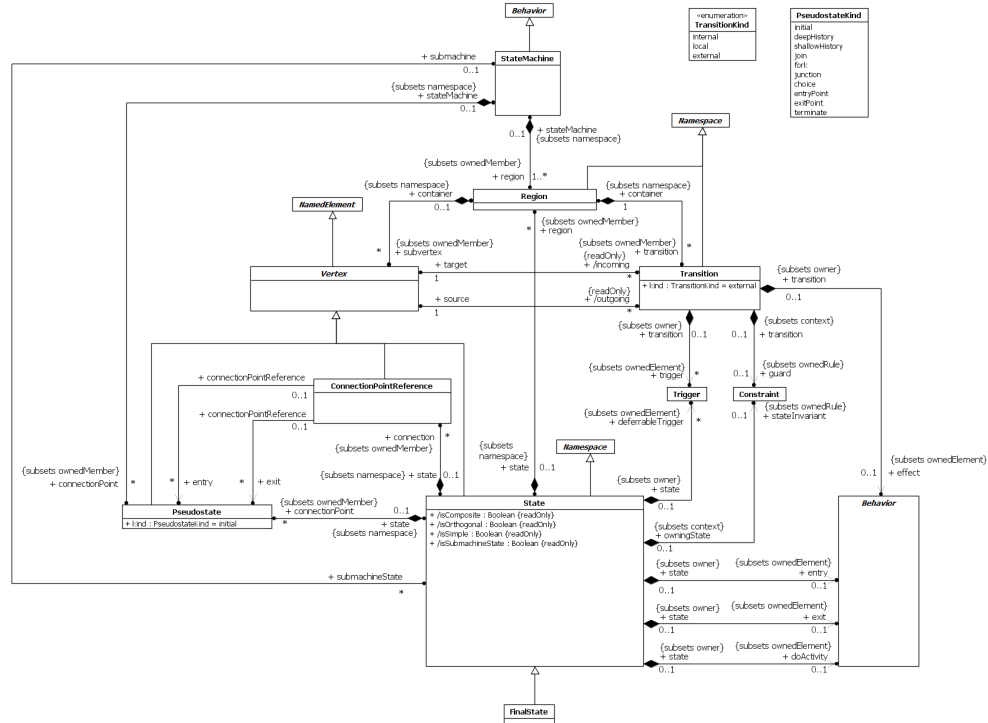 Behavior
«enumeration»
TransitionKind
internal
local
external
PseudostateKind
initial
deepHistory
shallowHistory
join
fork
junction
choice
entryPoint
exitPoint
terminate
+ submachine
0..1
StateMachine
{subsets namespace}
+ stateMachine
0..1
0..1
+ stateMachine
{subsets namespace}
Namespace
{subsets ownedMember}
+ region
1..*
{subsets namespace}
+ container
0..1
Region
{subsets namespace}
+ container
1
NamedElement
*
{subsets ownedMember}
+ region
{subsets ownedMember}
+ subvertex
*
{subsets ownedMember}
+ transition
*
Vertex
+ target
1
{readOnly}
+ /incoming
*
+ source
1
{readOnly}
+ /outgoing
*
Transition
+ kind : TransitionKind = external
{subsets owner}
+ transition
0..1
{subsets owner}
+ transition
0..1
{subsets context}
+ transition
0..1
{subsets ownedElement}
+ trigger
*
{subsets ownedRule}
+ guard
0..1
Trigger
Constraint
+ connectionPointReference
0..1
ConnectionPointReference
+ connectionPointReference
0..1
{subsets ownedElement}
+ deferrableTrigger
*
{subsets ownedRule}
+ stateInvariant
0..1
+ connection
*
{subsets ownedMember}
{subsets
namespace}
+ state
0..1
Namespace
{subsets ownedMember}
+ connectionPoint
*
* + entry
* + exit
{subsets namespace} + state
0..1
{subsets ownedElement}
+ effect
0..1
Pseudostate
+ kind : PseudostateKind = initial
{subsets ownedMember}
+ connectionPoint
*
0..1
+ state
{subsets namespace}
State
+ /isComposite : Boolean {readOnly}
+ /isOrthogonal : Boolean {readOnly}
+ /isSimple : Boolean {readOnly}
+ /isSubmachineState : Boolean {readOnly}
{subsets owner}
+ state
0..1
{subsets context}
+ owningState
0..1
Behavior
{subsets owner}
+ state
0..1
{subsets ownedElement}
+ entry
0..1
+ submachineState
*
{subsets owner}
+ state
0..1
{subsets ownedElement}
+ exit
0..1
{subsets owner}
+ state
0..1
{subsets ownedElement}
+ doActivity
0..1
FinalState